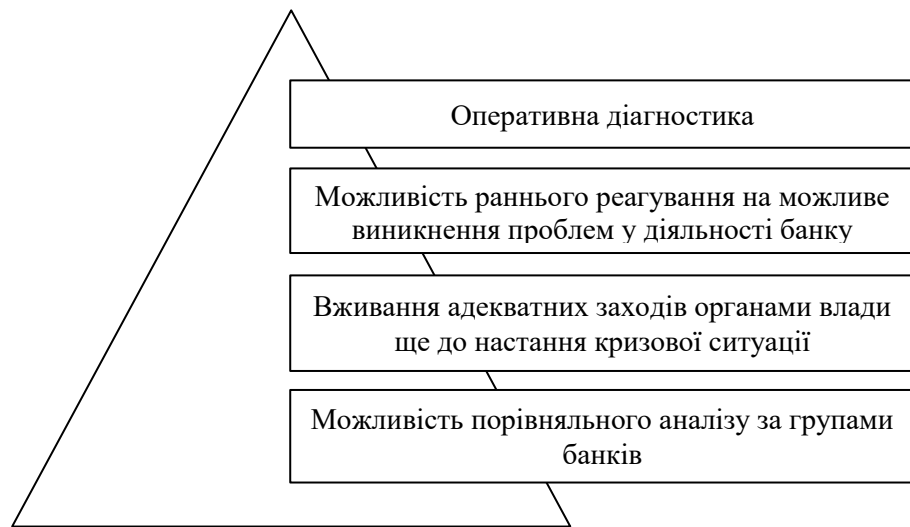 Оперативна діагностика
Можливість раннього реагування на можливе
виникнення проблем у діяльності банку
Вживання адекватних заходів органами влади
ще до настання кризової ситуації
Можливість порівняльного аналізу за групами
банків